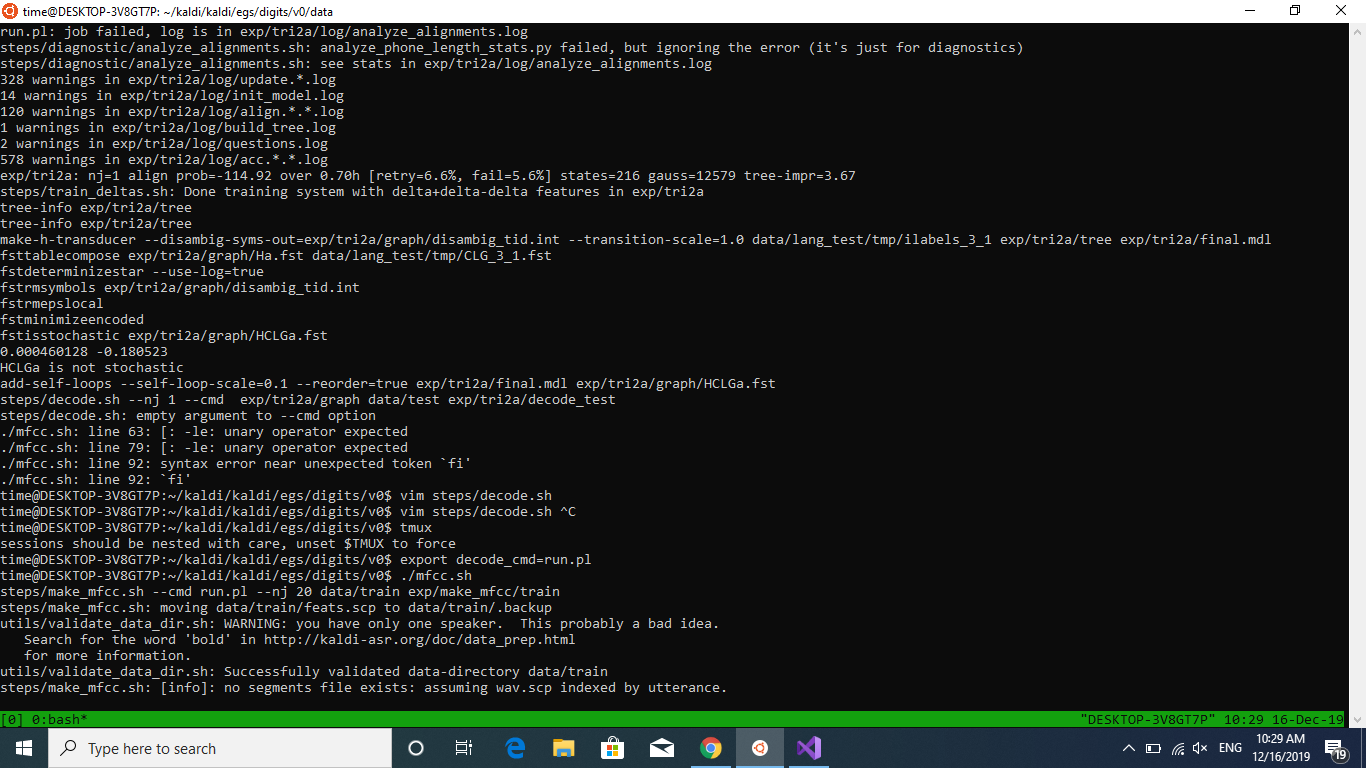 time@DESKTOP-3V8GT7P: ~/kaldi/kaldi/egs/digits/v0/data
run.pl: job failed, log is in exp/tri2a/log/analyze_alignments.log
steps/diagnostic/analyze_alignments.sh: analyze_phone_length_stats.py failed, but ignoring the error (it's just for diagnostics)
steps/diagnostic/analyze_alignments.sh: see stats in exp/tri2a/log/analyze_alignments.log
328 warnings in exp/tri2a/log/update.*.log
14 warnings in exp/tri2a/log/init_model.log
120 warnings in exp/tri2a/log/align.*.*.log
1 warnings in exp/tri2a/log/build_tree.log
2 warnings in exp/tri2a/log/questions.log
578 warnings in exp/tri2a/log/acc.*.*.log
exp/tri2a: nj=1 align prob=-114.92 over 0.70h [retry=6.6%, fail=5.6%] states=216 gauss=12579 tree-impr=3.67
steps/train_deltas.sh: Done training system with delta+delta-delta features in exp/tri2a
tree-info exp/tri2a/tree
tree-info exp/tri2a/tree
make-h-transducer --disambig-syms-out=exp/tri2a/graph/disambig_tid.int --transition-scale=1.0 data/lang_test/tmp/ilabels_3_1 exp/tri2a/tree exp/tri2a/final.mdl
fsttablecompose exp/tri2a/graph/Ha.fst data/lang_test/tmp/CLG_3_1.fst
fstdeterminizestar --use-log=true
fstrmsymbols exp/tri2a/graph/disambig_tid.int
fstrmepslocal
fstminimizeencoded
fstisstochastic exp/tri2a/graph/HCLGa.fst
0.000460128 -0.180523
HCLGa is not stochastic
add-self-loops --self-loop-scale=0.1 --reorder=true exp/tri2a/final.mdl exp/tri2a/graph/HCLGa.fst
steps/decode.sh --nj 1 --cmd  exp/tri2a/graph data/test exp/tri2a/decode_test
steps/decode.sh: empty argument to --cmd option
./mfcc.sh: line 63: [: -le: unary operator expected
./mfcc.sh: line 79: [: -le: unary operator expected
./mfcc.sh: line 92: syntax error near unexpected token `fi'
./mfcc.sh: line 92: `fi'
time@DESKTOP-3V8GT7P:~/kaldi/kaldi/egs/digits/v0$ vim steps/decode.sh
time@DESKTOP-3V8GT7P:~/kaldi/kaldi/egs/digits/v0$ vim steps/decode.sh ^C
time@DESKTOP-3V8GT7P:~/kaldi/kaldi/egs/digits/v0$ tmux
sessions should be nested with care, unset $TMUX to force
time@DESKTOP-3V8GT7P:~/kaldi/kaldi/egs/digits/v0$ export decode_cmd=run.pl
time@DESKTOP-3V8GT7P:~/kaldi/kaldi/egs/digits/v0$ ./mfcc.sh
steps/make_mfcc.sh --cmd run.pl --nj 20 data/train exp/make_mfcc/train
steps/make_mfcc.sh: moving data/train/feats.scp to data/train/.backup
utils/validate_data_dir.sh: WARNING: you have only one speaker.  This probably a bad idea.
   Search for the word 'bold' in http://kaldi-asr.org/doc/data_prep.html
   for more information.
utils/validate_data_dir.sh: Successfully validated data-directory data/train
steps/make_mfcc.sh: [info]: no segments file exists: assuming wav.scp indexed by utterance.
[0] 0:bash* "DESKTOP-3V8GT7P" 10:29 16-Dec-19
Type here to search
ENG
10:29 AM
12/16/2019
19